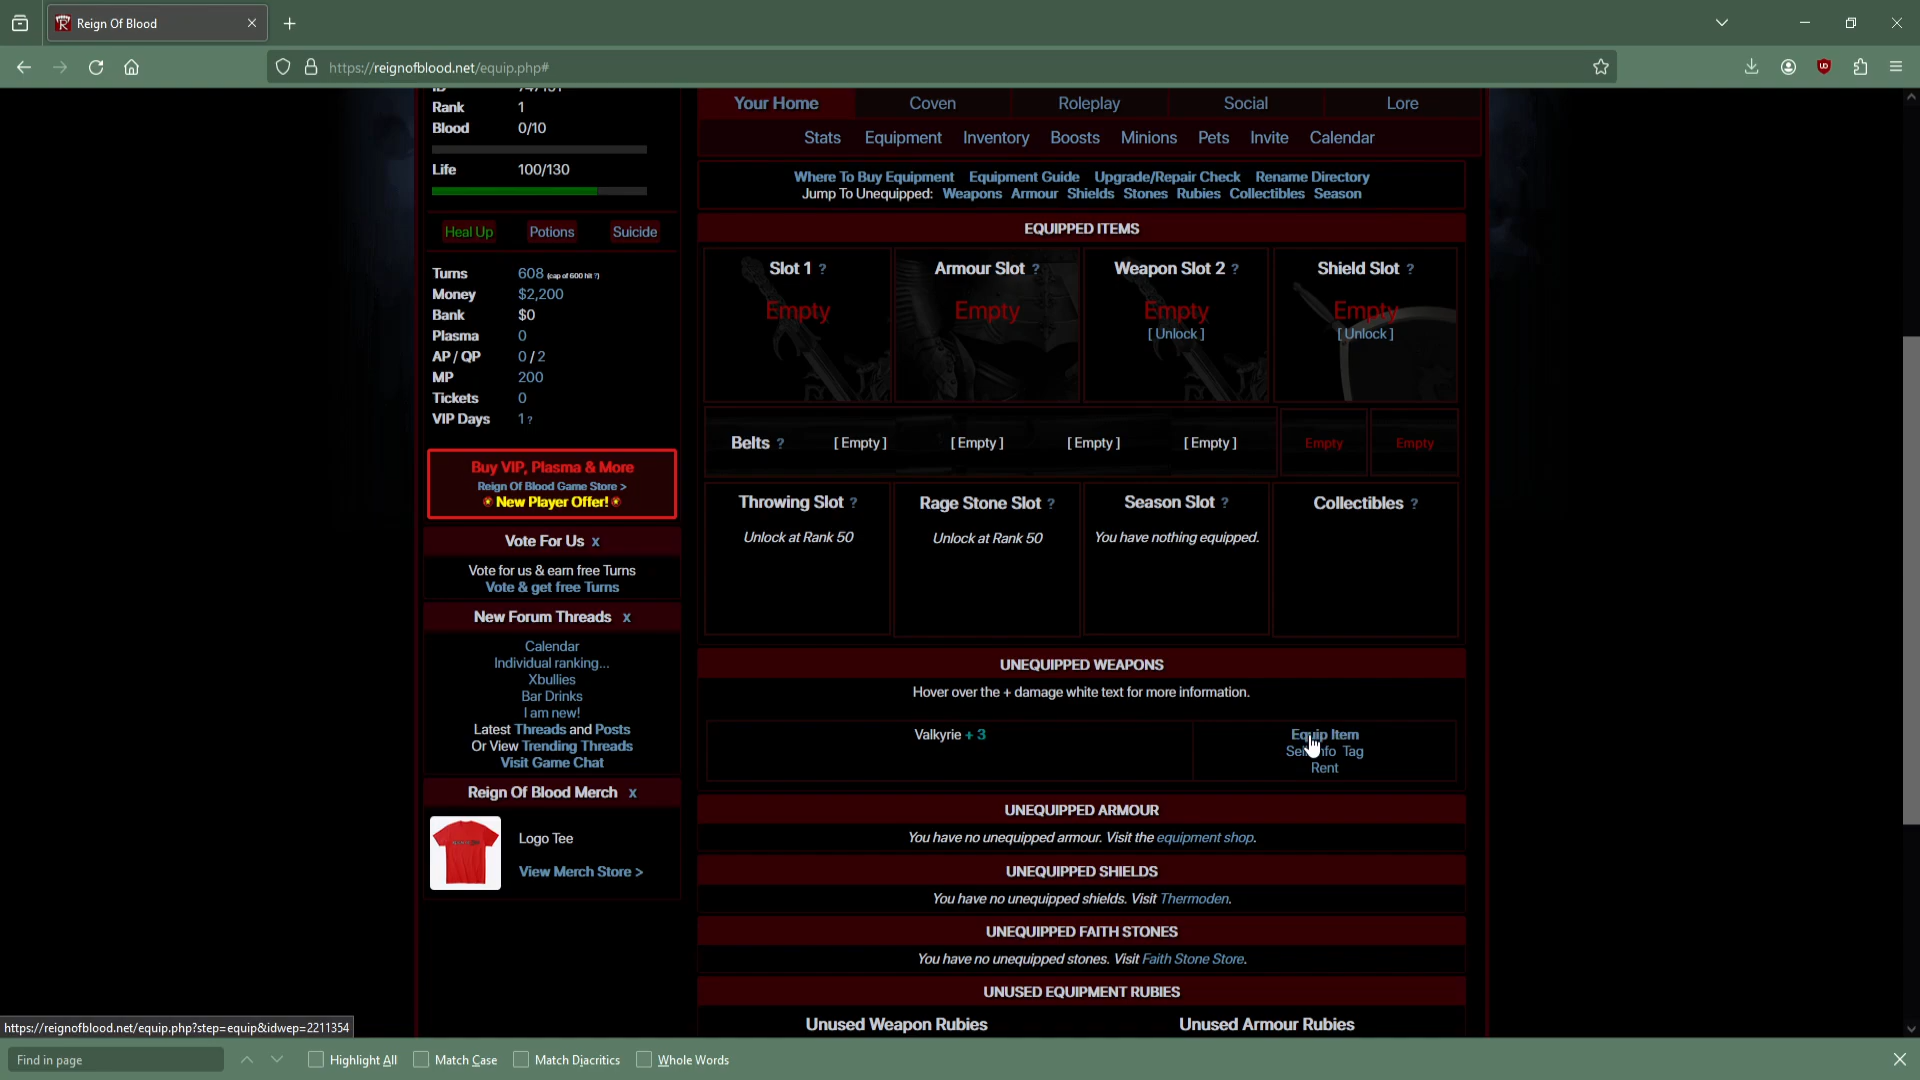 Reign Of Blood
https://reignofblood.net/equip.php#
Rank 1
Blood 0/10
Life 100/130
Heal Up Potions Suicide
Turns 608 (cap of 600 hit ?)
Money $2,200
Bank $0
Plasma 0
AP / QP 0 / 2
MP 200
Tickets 0
VIP Days 1 ?
Buy VIP, Plasma & More
Reign Of Blood Game Store >
New Player Offer!
Vote For Us x
Vote for us & earn free Turns
Vote & get free Turns
New Forum Threads x
Calendar
Individual ranking...
Xbullies
Bar Drinks
I am new!
Latest Threads and Posts
Or View Trending Threads
Visit Game Chat
Reign Of Blood Merch x
Logo Tee
View Merch Store >
Your Home Coven Roleplay Social Lore
Stats Equipment Inventory Boosts Minions Pets Invite Calendar
Where To Buy Equipment Equipment Guide Upgrade/Repair Check Rename Directory
Jump To Unequipped: Weapons Armour Shields Stones Rubies Collectibles Season
EQUIPPED ITEMS
Slot 1 ? Armour Slot ? Weapon Slot 2 ? Shield Slot ?
Empty Empty Empty Empty
[ Unlock ] [ Unlock ]
Belts ? [ Empty ] [ Empty ] [ Empty ] [ Empty ] Empty Empty
Throwing Slot ? Rage Stone Slot ? Season Slot ? Collectibles ?
Unlock at Rank 50 Unlock at Rank 50 You have nothing equipped.
UNEQUIPPED WEAPONS
Hover over the + damage white text for more information.
Valkyrie + 3 Equip Item
Info Tag
Rent
UNEQUIPPED ARMOUR
You have no unequipped armour. Visit the equipment shop.
UNEQUIPPED SHIELDS
You have no unequipped shields. Visit Thermoden.
UNEQUIPPED FAITH STONES
You have no unequipped stones. Visit Faith Stone Store.
UNUSED EQUIPMENT RUBIES
Unused Weapon Rubies Unused Armour Rubies
https://reignofblood.net/equip.php?step=equip&idwep=2211354
Find in page Highlight All Match Case Match Diacritics Whole Words